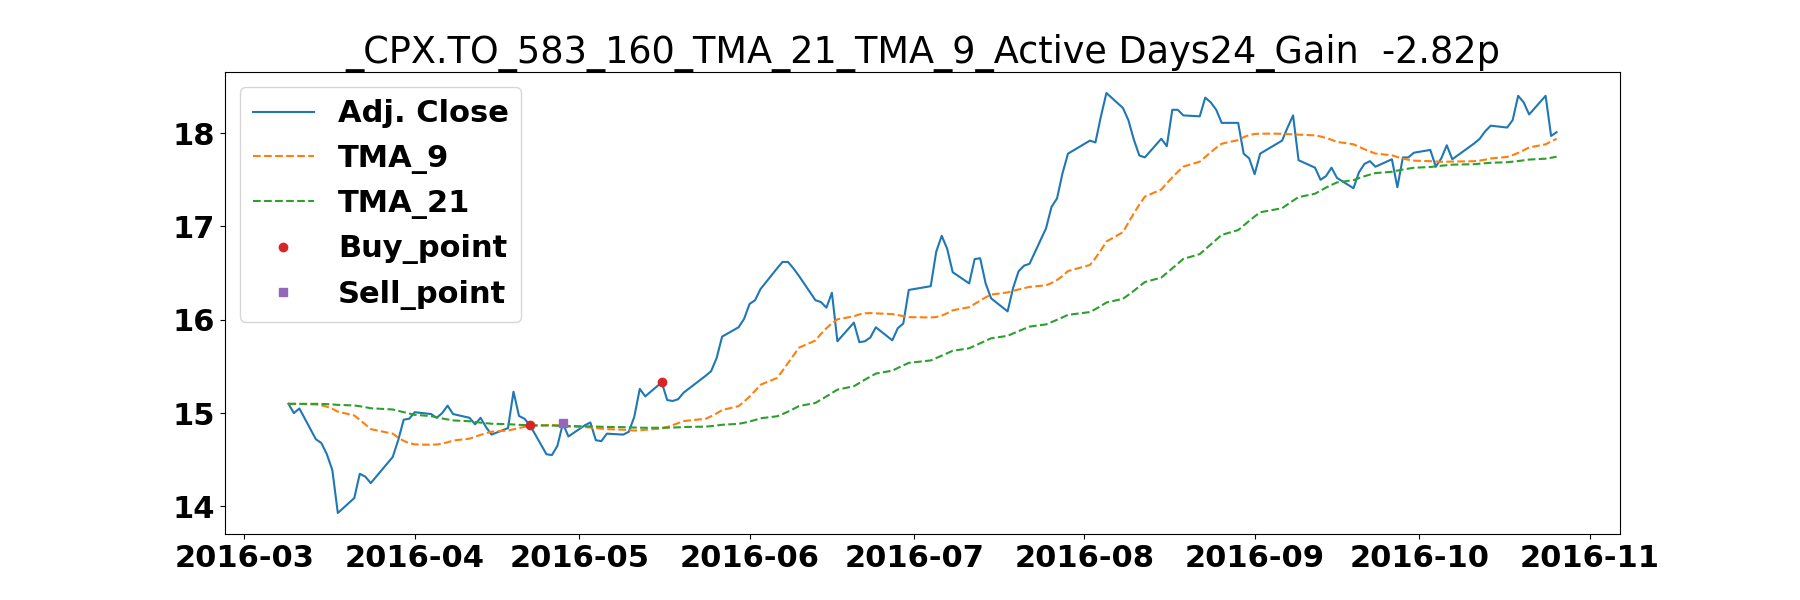 _CPX.TO_583_160_TMA_21_TMA_9_Active Days24_Gain  -2.82p
Adj. Close
TMA_9
TMA_21
Buy_point
Sell_point
18
17
16
15
14
2016-03 2016-04 2016-05 2016-06 2016-07 2016-08 2016-09 2016-10 2016-11